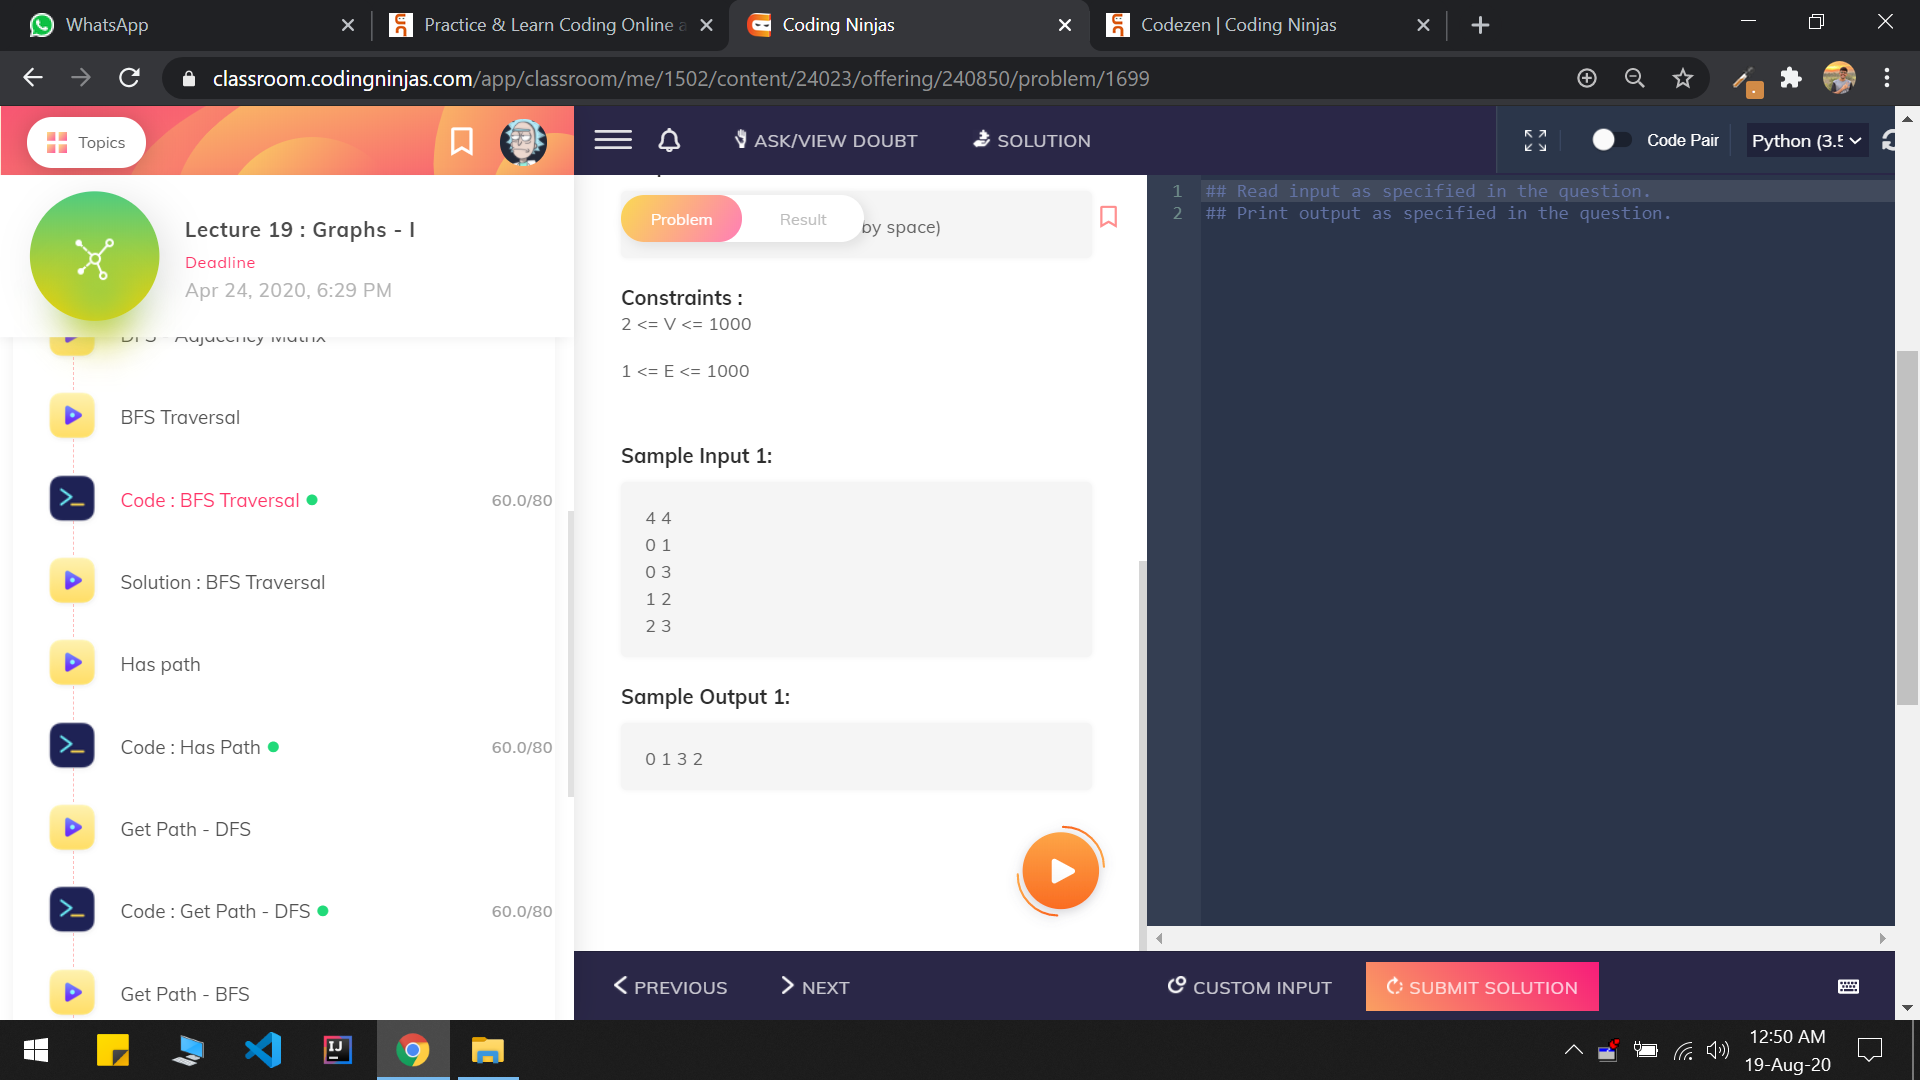 WhatsApp
Practice & Learn Coding Online a
Coding Ninjas
Codezen | Coding Ninjas
classroom.codingninjas.com/app/classroom/me/1502/content/24023/offering/240850/problem/1699
Topics
ASK/VIEW DOUBT
SOLUTION
Code Pair
Python (3.5
Lecture 19 : Graphs - I
Deadline
Apr 24, 2020, 6:29 PM
DFS - Adjacency Matrix
BFS Traversal
Code : BFS Traversal
60.0/80
Solution : BFS Traversal
Has path
Code : Has Path
60.0/80
Get Path - DFS
Code : Get Path - DFS
60.0/80
Get Path - BFS
Problem
Result
by space)
Constraints :
2 <= V <= 1000
1 <= E <= 1000
Sample Input 1:
4 4
0 1
0 3
1 2
2 3
Sample Output 1:
0 1 3 2
1 ## Read input as specified in the question.
2 ## Print output as specified in the question.
PREVIOUS
NEXT
CUSTOM INPUT
SUBMIT SOLUTION
IJ
12:50 AM
19-Aug-20